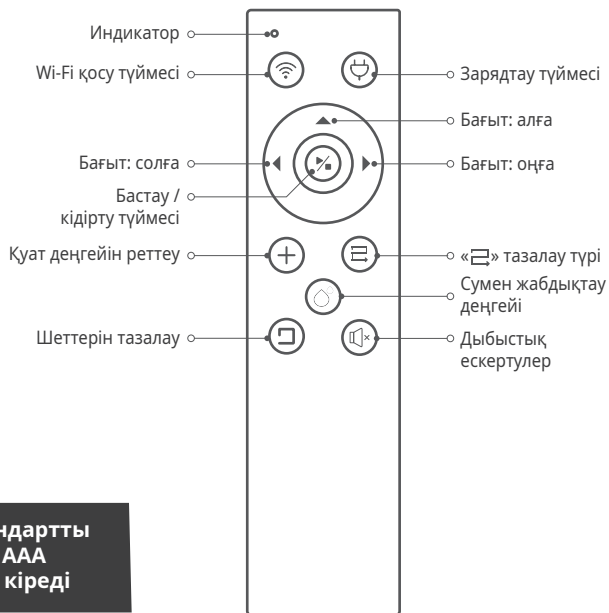 Индикатор
Wi-Fi қосу түймесі
Зарядтау түймесі
Бағыт: алға
Бағыт: солға
Бағыт: оңға
Бастау /
кідірту түймесі
Қуат деңгейін реттеу
«» тазалау түрі
Сумен жабдықтау
деңгейі
Шеттерін тазалау
Дыбыстық
ескертулер
ндартты
ААА
кіреді